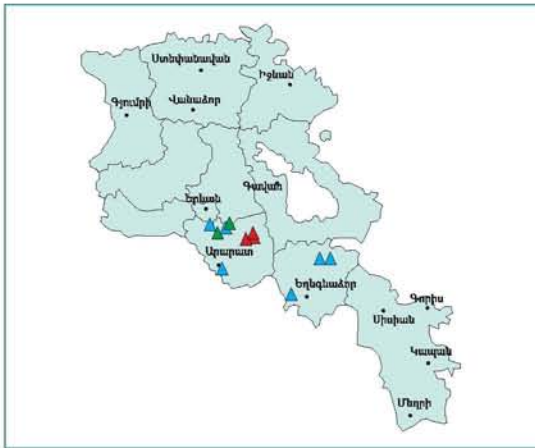 Ստեփանավան
Իջևան
Գյումրի
Վանաձոր
Գավառ
Երևան
Արարատ
Եղեգնաձոր
Գորիս
Սիսիան
Կապան
Մեղրի